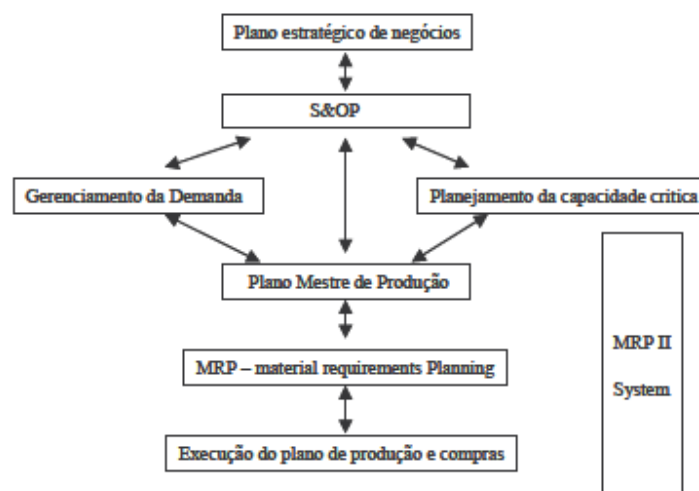 Plano estratégico de negócios
S&OP
Gerenciamento da Demanda
Planejamento da capacidade critica
Plano Mestre de Produção
MRP – material requirements Planning
Execução do plano de produção e compras
MRP II
System